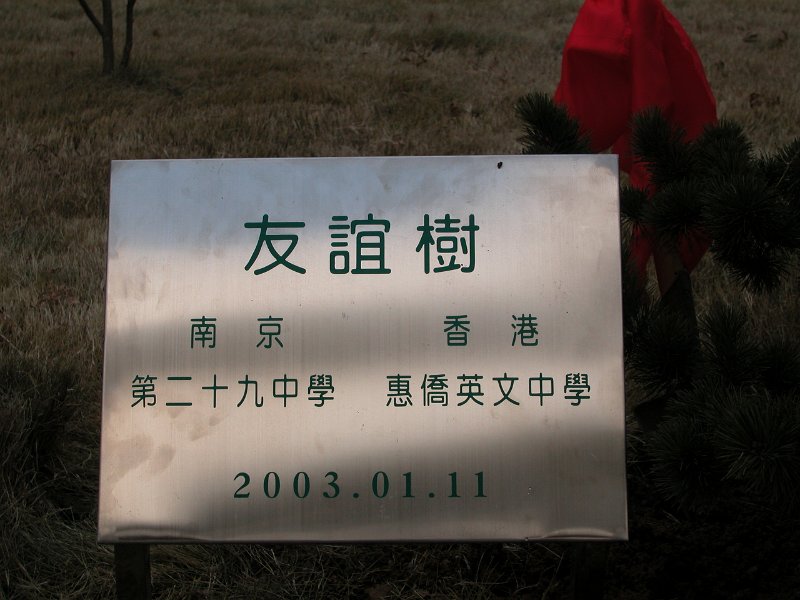 友誼樹
南京 香港
第二十九中學 惠僑英文中學
2003.01.11